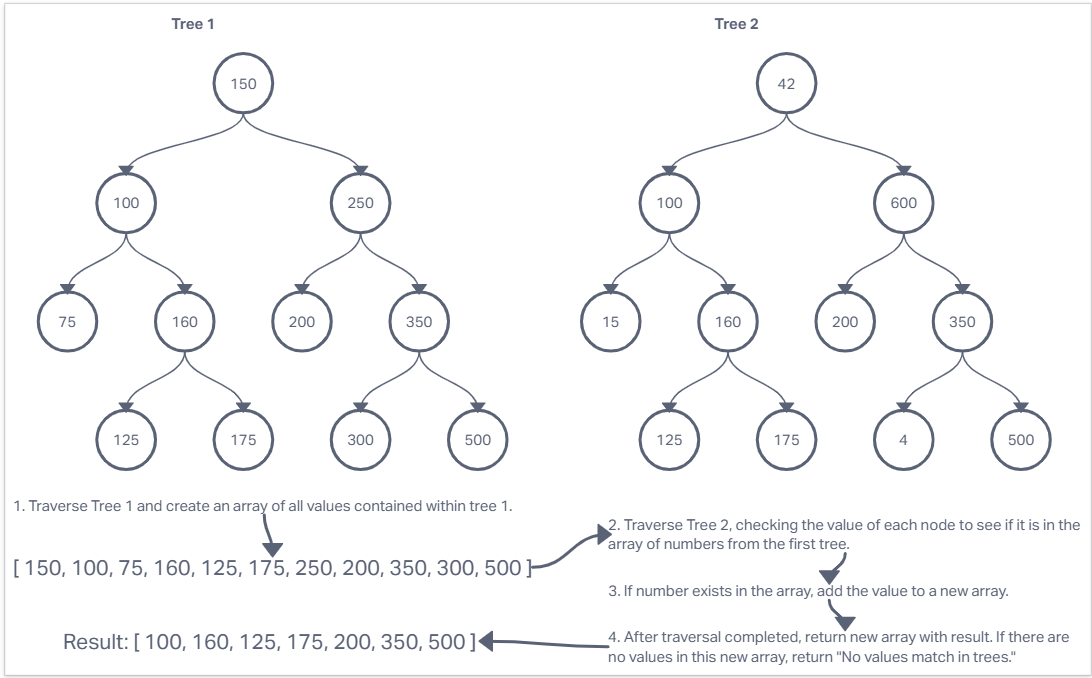 Tree 1
Tree 2
150
42
100
250
100
600
75
160
200
350
15
160
200
350
125
175
300
500
125
175
4
500
1. Traverse Tree 1 and create an array of all values contained within tree 1.
[ 150, 100, 75, 160, 125, 175, 250, 200, 350, 300, 500 ]
2. Traverse Tree 2, checking the value of each node to see if it is in the
array of numbers from the first tree.
3. If number exists in the array, add the value to a new array.
4. After traversal completed, return new array with result. If there are
no values in this new array, return "No values match in trees."
Result: [ 100, 160, 125, 175, 200, 350, 500 ]